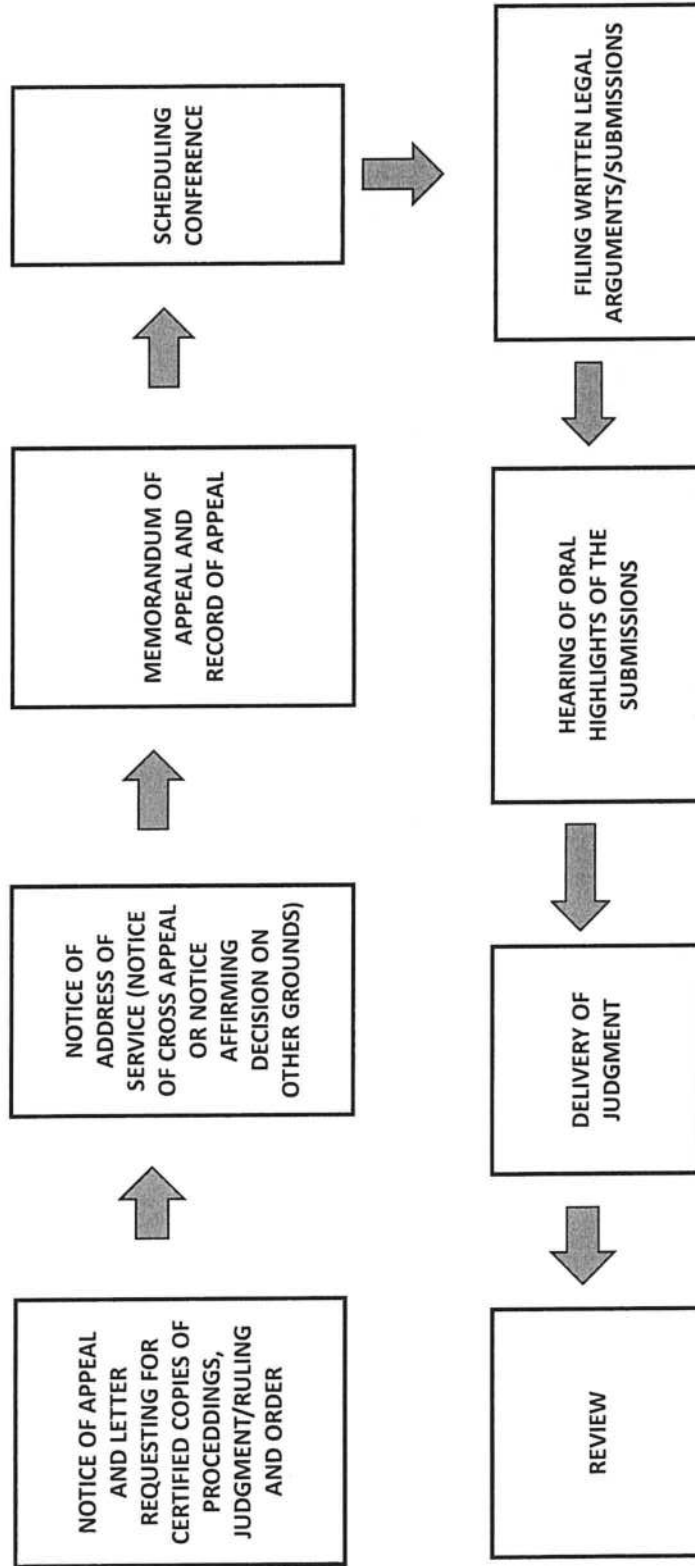 NOTICE OF APPEAL
AND LETTER
REQUESTING FOR
CERTIFIED COPIES OF
PROCEDDINGS,
JUDGMENT/RULING
AND ORDER
NOTICE OF
ADDRESS OF
SERVICE (NOTICE
OF CROSS APPEAL
OR NOTICE
AFFIRMING
DECISION ON
OTHER GROUNDS)
MEMORANDUM OF
APPEAL AND
RECORD OF APPEAL
SCHEDULING
CONFERENCE
FILING WRITTEN LEGAL
ARGUMENTS/SUBMISSIONS
HEARING OF ORAL
HIGHLIGHTS OF THE
SUBMISSIONS
DELIVERY OF
JUDGMENT
REVIEW